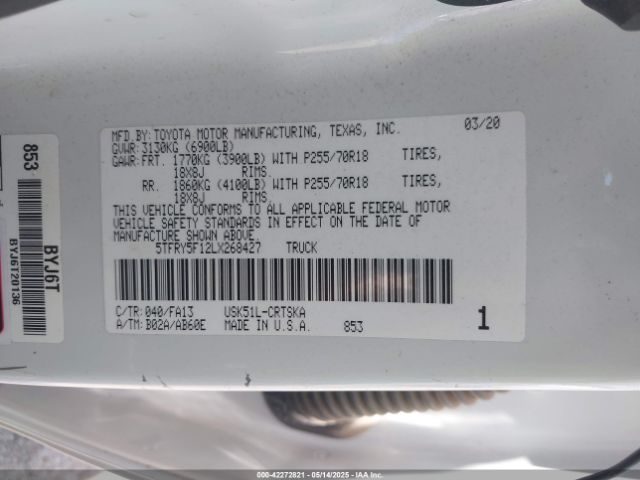 MFD.BY:TOYOTA MOTOR MANUFACTURING, TEXAS, INC. 03/20
GVWR:3130KG (6900LB)
GAWR:FRT. 1770KG (3900LB) WITH P255/70R18 TIRES,
18X8J RIMS.
RR. 1860KG (4100LB) WITH P255/70R18 TIRES,
18X8J RIMS.
THIS VEHICLE CONFORMS TO ALL APPLICABLE FEDERAL MOTOR
VEHICLE SAFETY STANDARDS IN EFFECT ON THE DATE OF
MANUFACTURE SHOWN ABOVE
5TFRY5F12LX268427 TRUCK
C/TR:040/FA13 USK51L-CRTSKA
A/TM:B02A/AB60E MADE IN U.S.A. 853 1
853
BYJ6T
BYJ6T20136
000-42272821 - 05/14/2025 - IAAI.COM